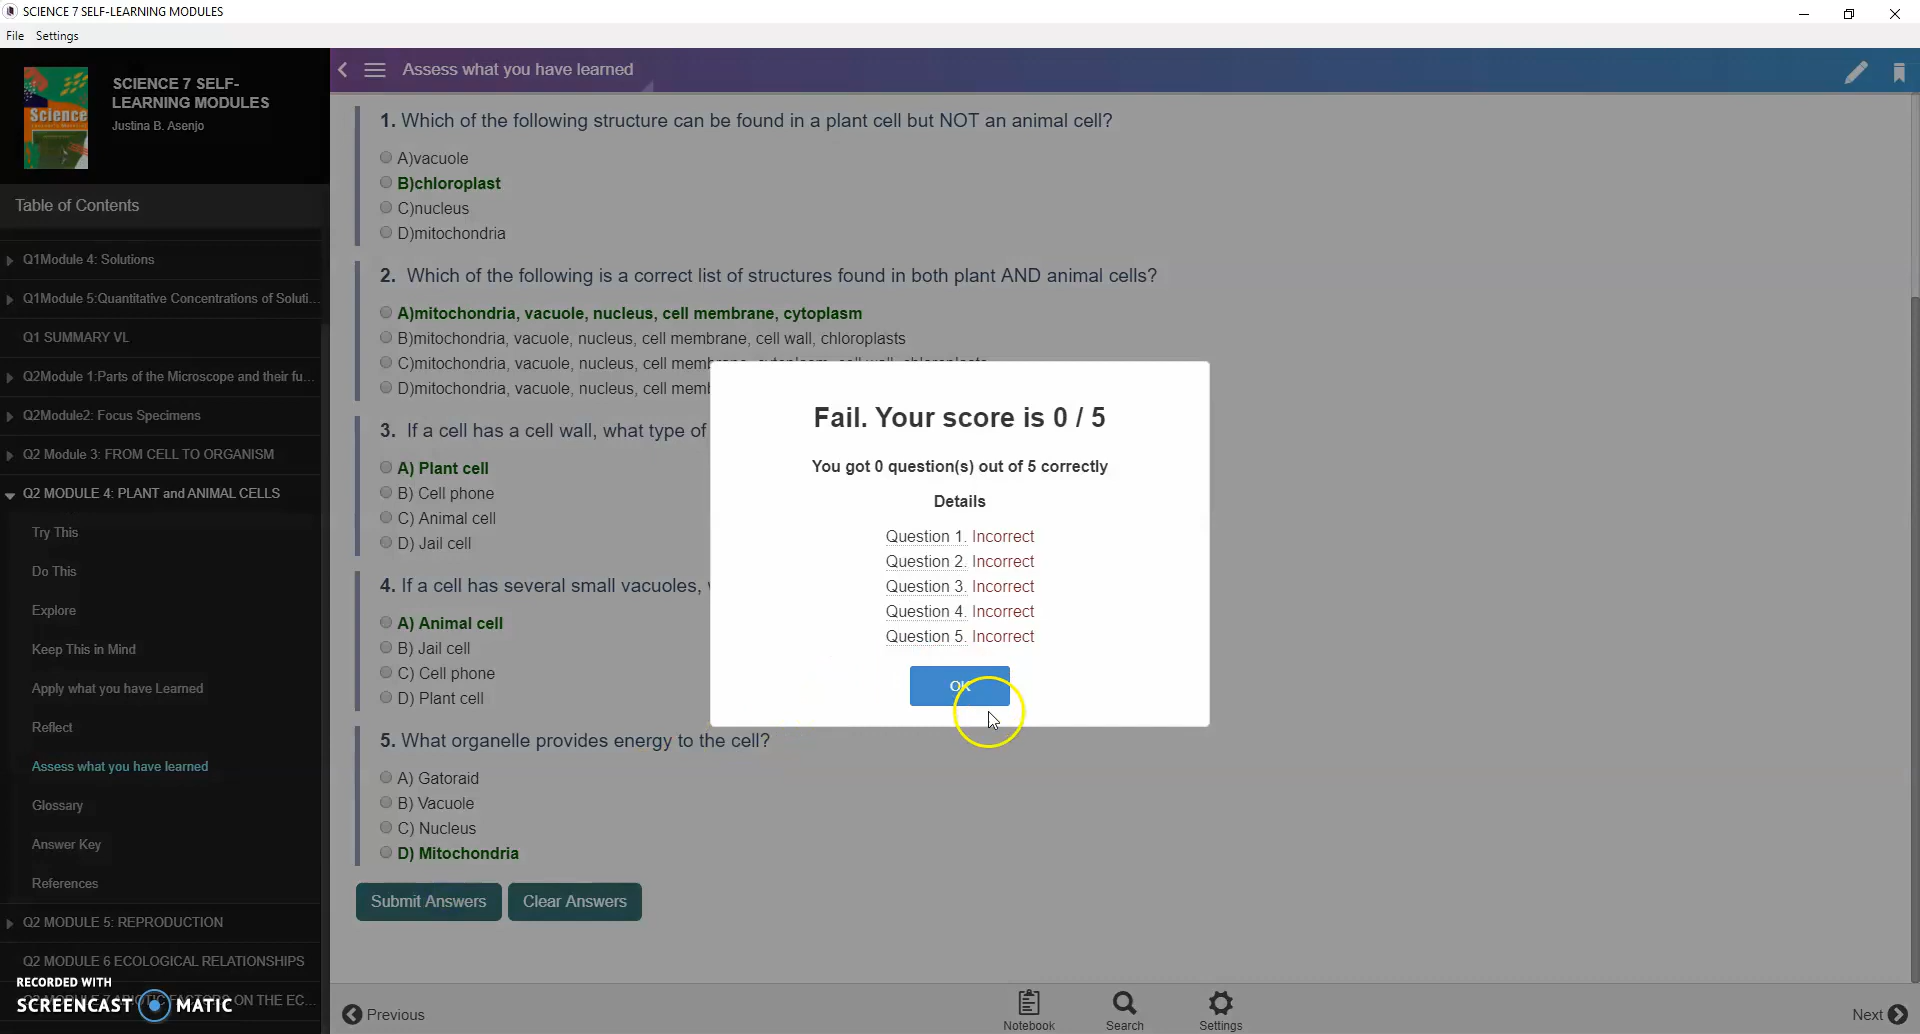 SCIENCE 7 SELF-LEARNING MODULES
File Settings
Science
SCIENCE 7 SELF-
LEARNING MODULES
Justina B. Asenjo
Table of Contents
Q1Module 4: Solutions
Q1Module 5:Quantitative Concentrations of Soluti...
Q1 SUMMARY VL
Q2Module 1:Parts of the Microscope and their fu...
Q2Module2: Focus Specimens
Q2 Module 3: FROM CELL TO ORGANISM
Q2 MODULE 4: PLANT and ANIMAL CELLS
Try This
Do This
Explore
Keep This in Mind
Apply what you have Learned
Reflect
Assess what you have learned
Glossary
Answer Key
References
Q2 MODULE 5: REPRODUCTION
Q2 MODULE 6 ECOLOGICAL RELATIONSHIPS
ON THE EC...
RECORDED WITH
SCREENCAST MATIC
Assess what you have learned
1. Which of the following structure can be found in a plant cell but NOT an animal cell?
A)vacuole
B)chloroplast
C)nucleus
D)mitochondria
2. Which of the following is a correct list of structures found in both plant AND animal cells?
A)mitochondria, vacuole, nucleus, cell membrane, cytoplasm
B)mitochondria, vacuole, nucleus, cell membrane, cell wall, chloroplasts
C)mitochondria, vacuole, nucleus, cell
D)mitochondria, vacuole, nucleus, cell
3. If a cell has a cell wall, what type of
A) Plant cell
B) Cell phone
C) Animal cell
D) Jail cell
4. If a cell has several small vacuoles,
A) Animal cell
B) Jail cell
C) Cell phone
D) Plant cell
5. What organelle provides energy to the cell?
A) Gatoraid
B) Vacuole
C) Nucleus
D) Mitochondria
Submit Answers Clear Answers
Fail. Your score is 0 / 5
You got 0 question(s) out of 5 correctly
Details
Question 1. Incorrect
Question 2. Incorrect
Question 3. Incorrect
Question 4. Incorrect
Question 5. Incorrect
OK
Previous
Notebook
Search
Settings
Next